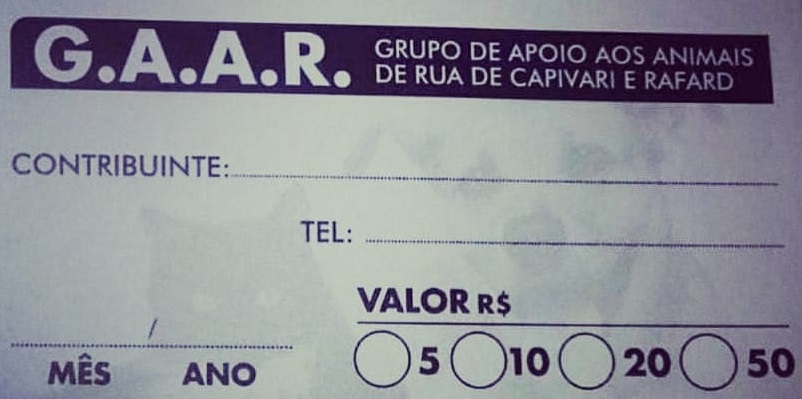 G.A.A.R. GRUPO DE APOIO AOS ANIMAIS
DE RUA DE CAPIVARI E RAFARD
CONTRIBUINTE:
TEL:
VALOR R$
/
MÊS ANO
5 10 20 50